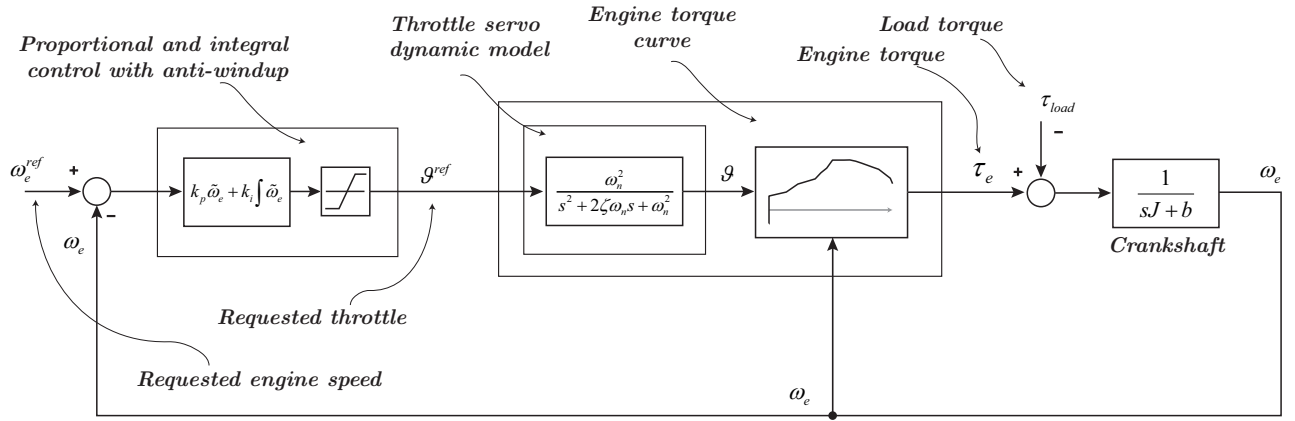 Proportional and integral
control with anti-windup
Throttle servo
dynamic model
Engine torque
curve
Load torque
Engine torque
τ_load
ω_e^ref
+
−
k_p ω̃_e + k_i ∫ ω̃_e
ϑ^ref
ω_n^2 / (s^2 + 2ζω_n s + ω_n^2)
ϑ
τ_e
+
−
1 / (sJ + b)
ω_e
Crankshaft
ω_e
Requested throttle
Requested engine speed
ω_e